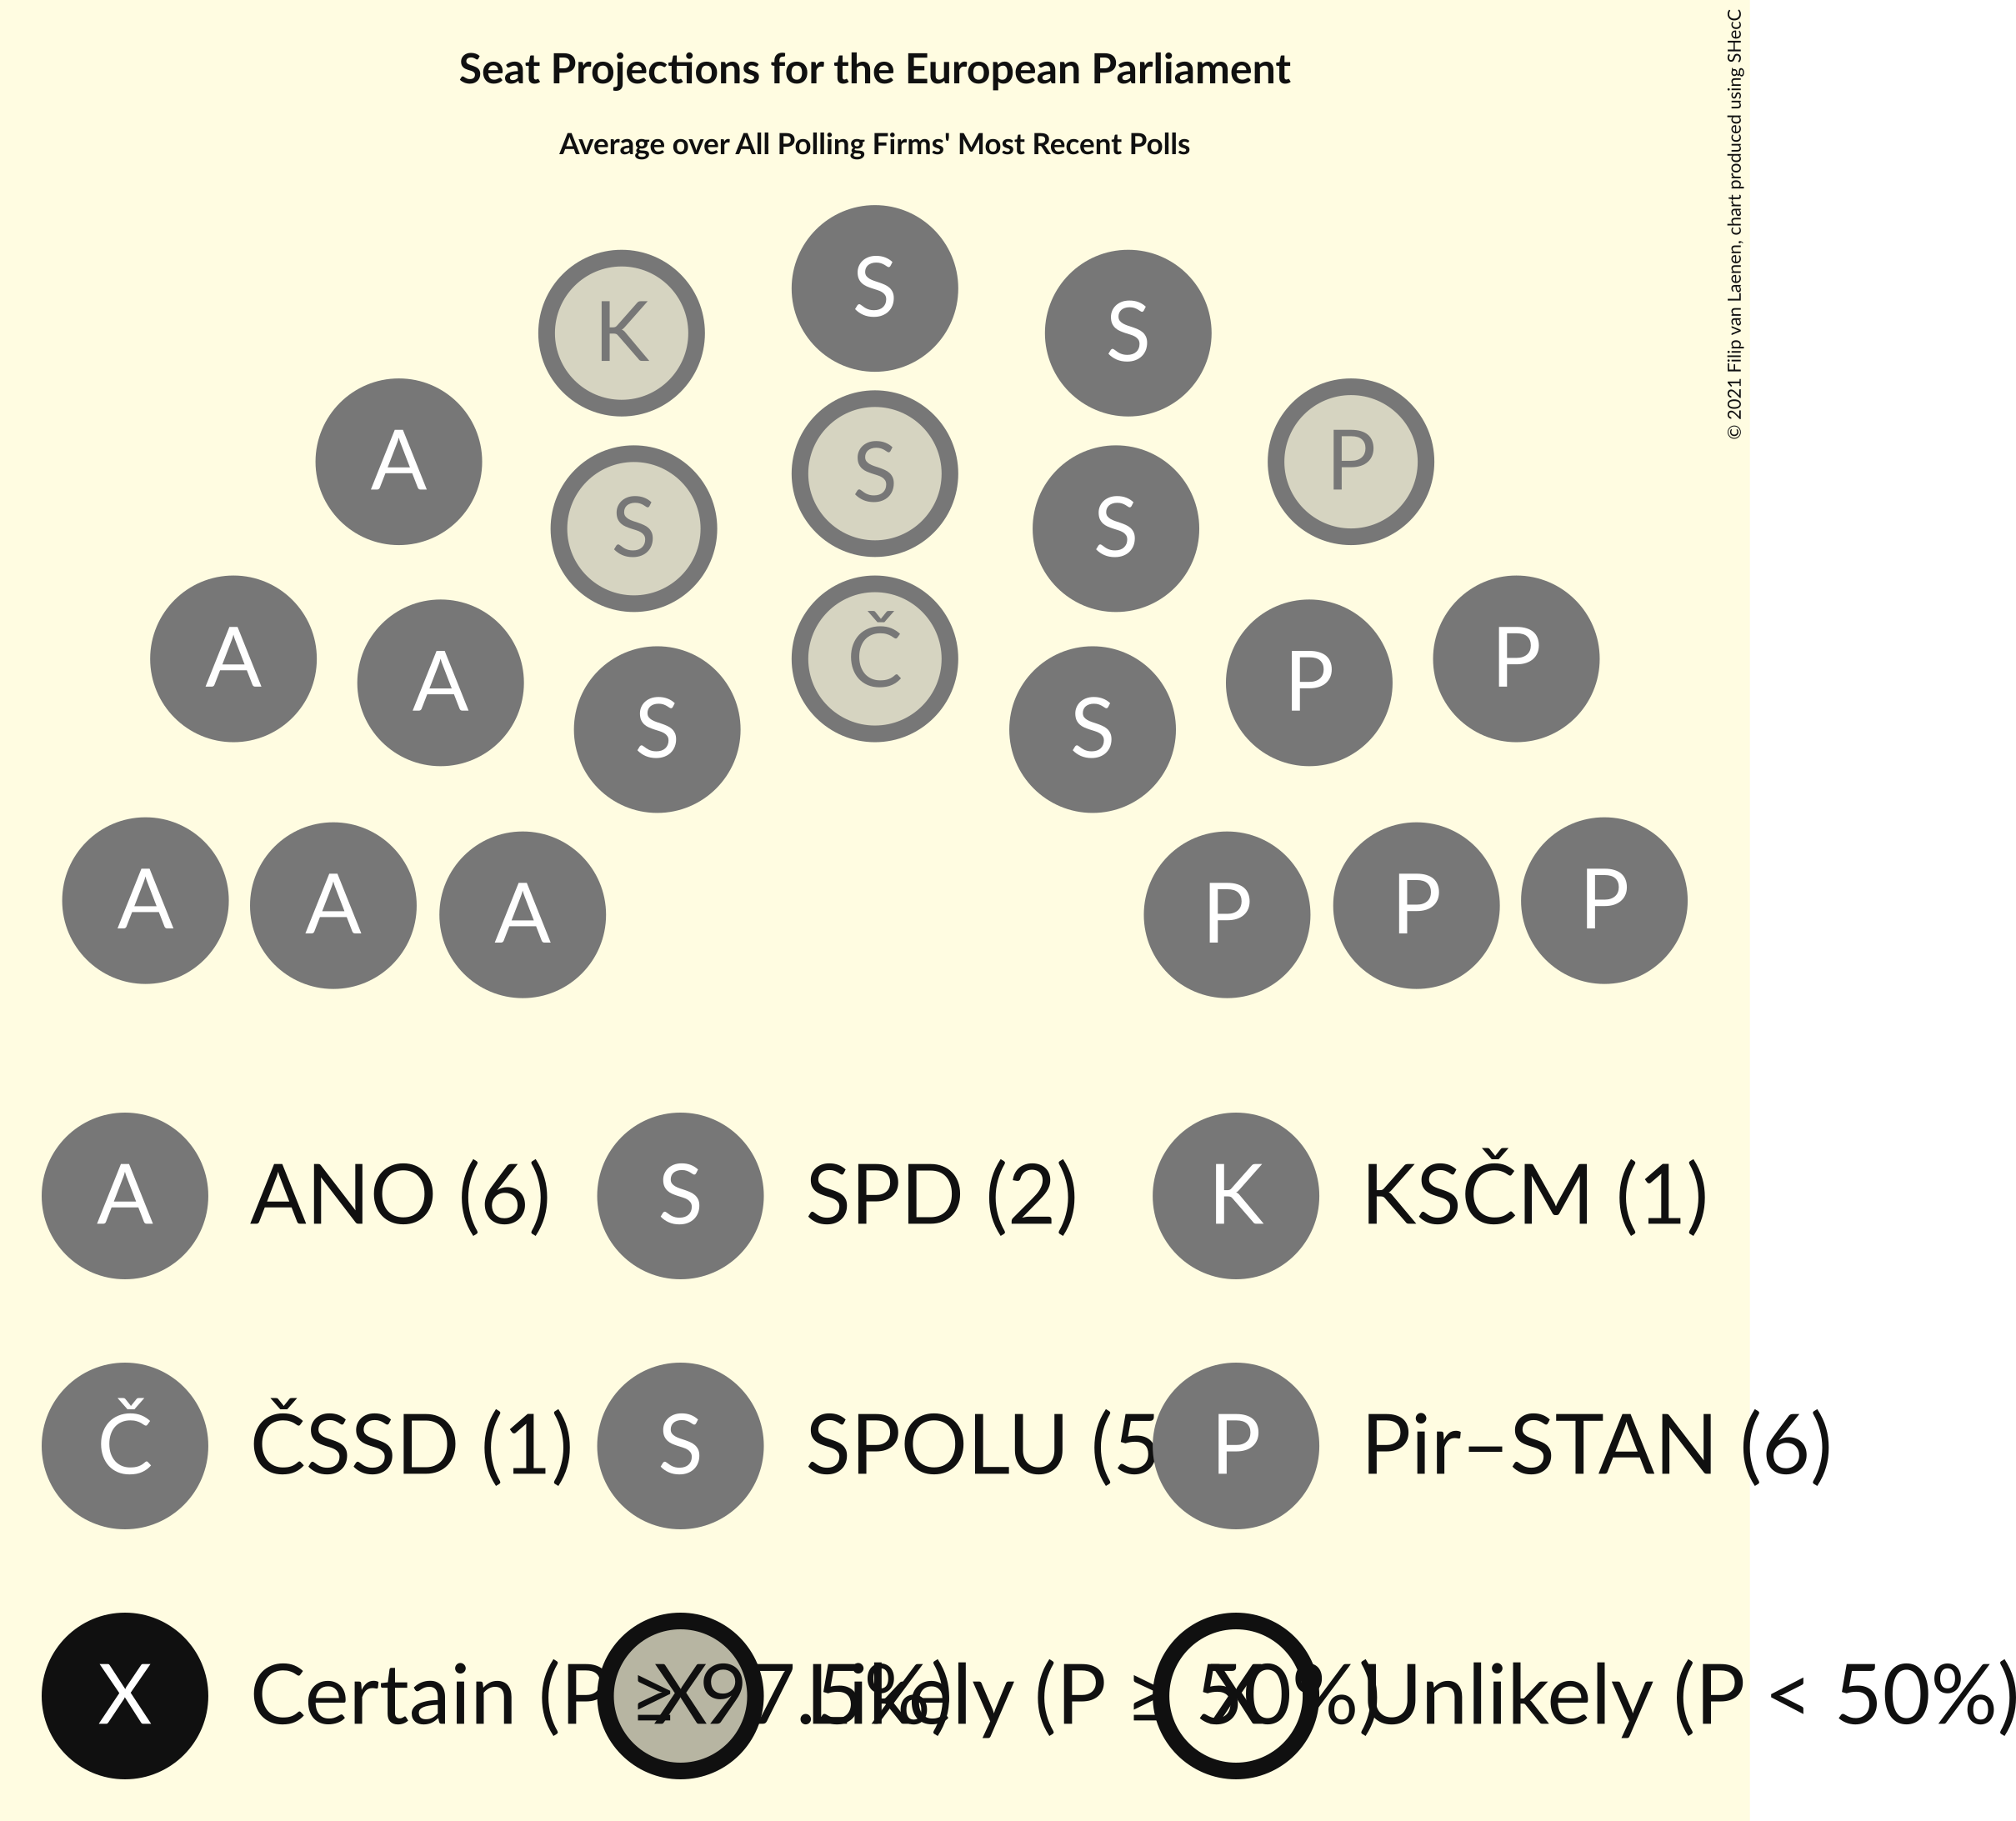 Seat Projections for the European Parliament
Average over All Polling Firms' Most Recent Polls
© 2021 Filip van Laenen, chart produced using SHecC
S
K S
A P
S
S S
A P
A P
Č
S S
A A A P P P
A ANO (6) S SPD (2) K KSČM (1)
Č ČSSD (1) S SPOLU (5 P Pir–STAN (6)
X Certain (P ≥ 97.5%) X Likely (P ≥ 50%) X Unlikely (P < 50%)